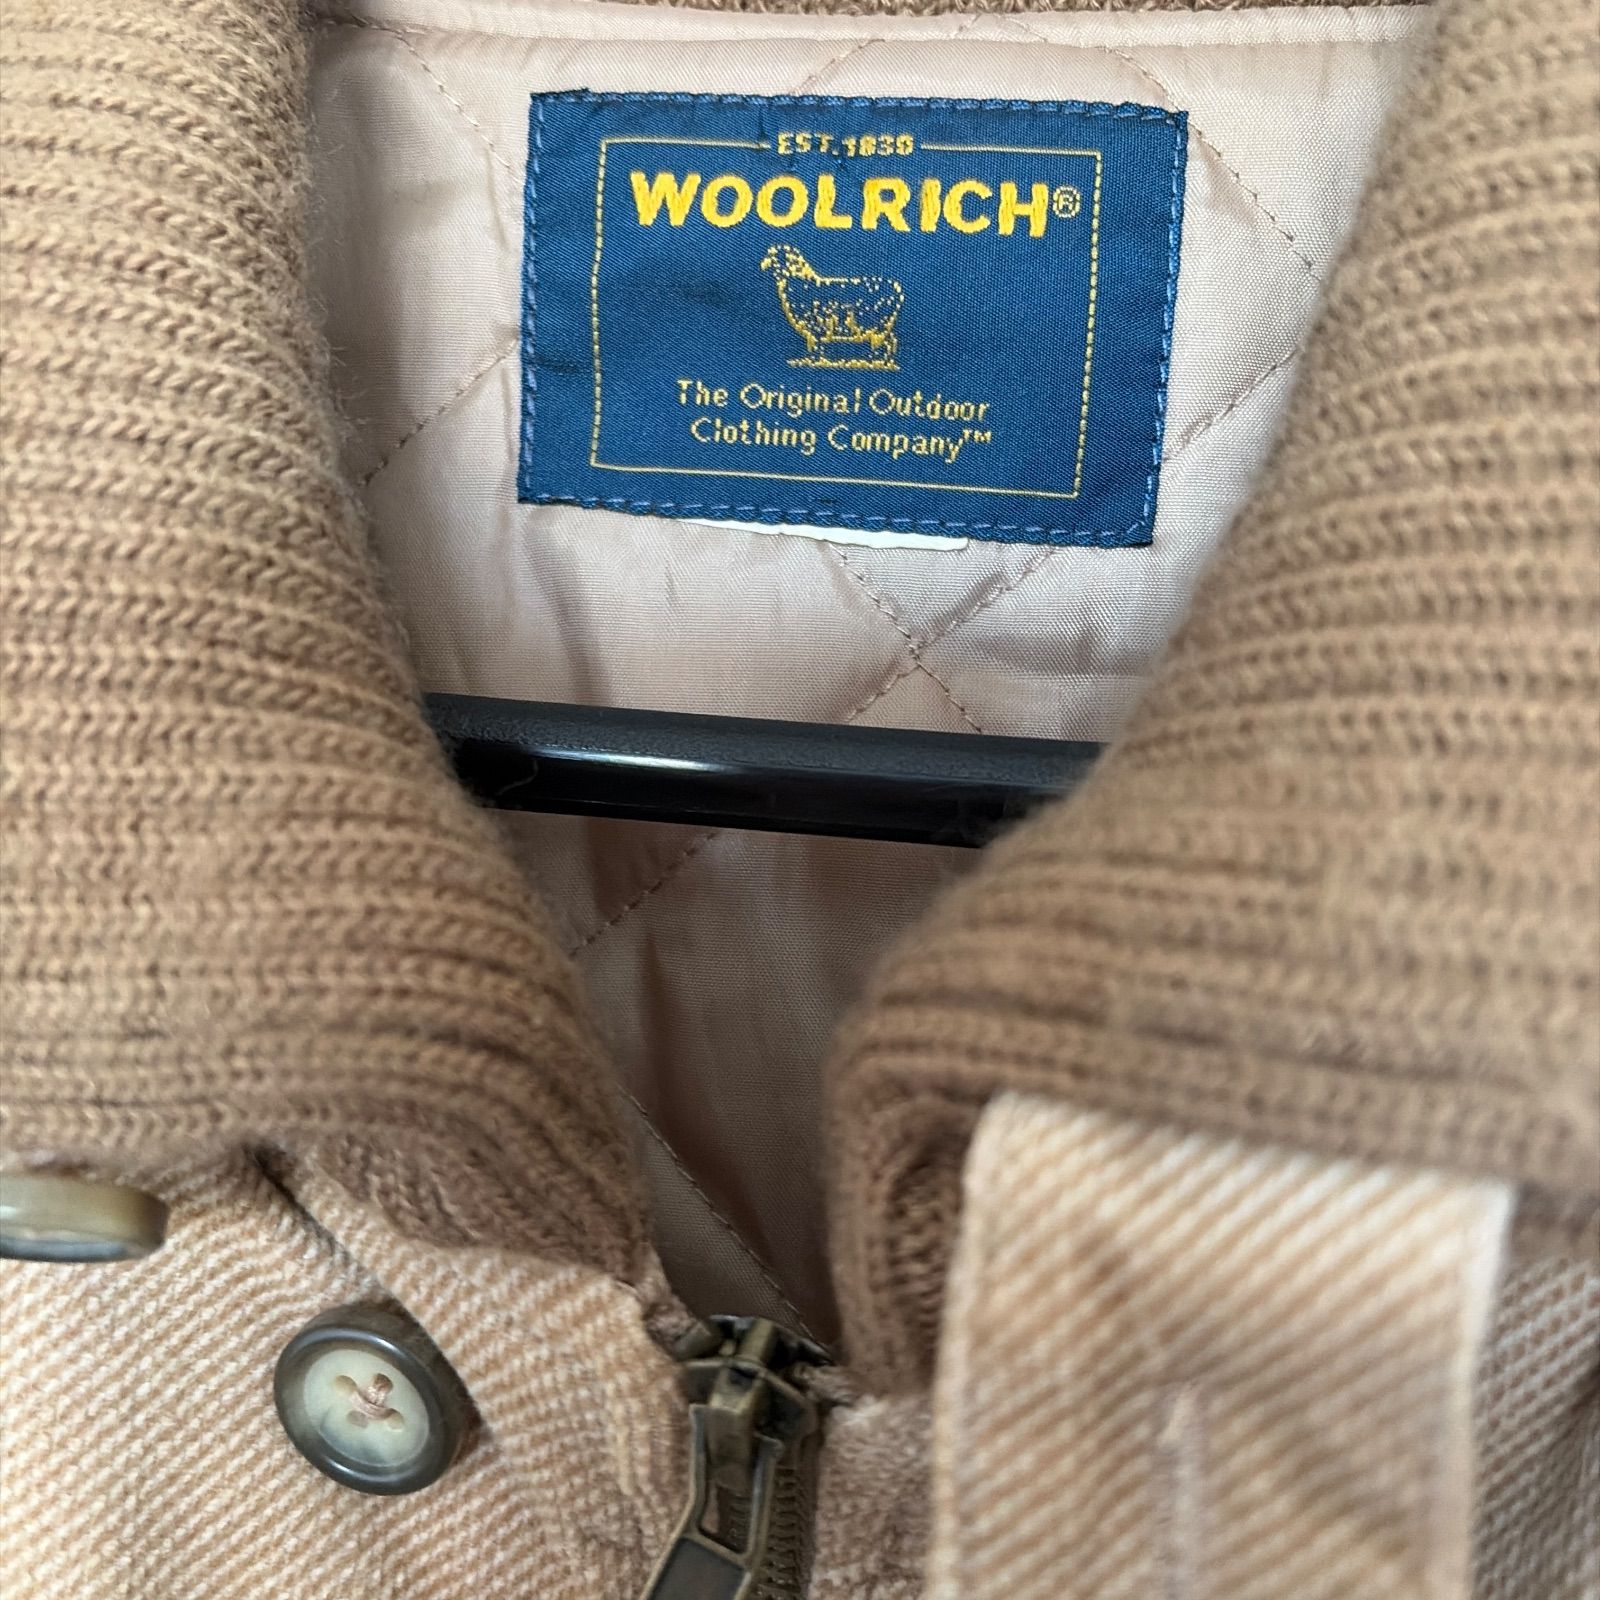 EST. 1830
WOOLRICH®
The Original Outdoor
Clothing Company™